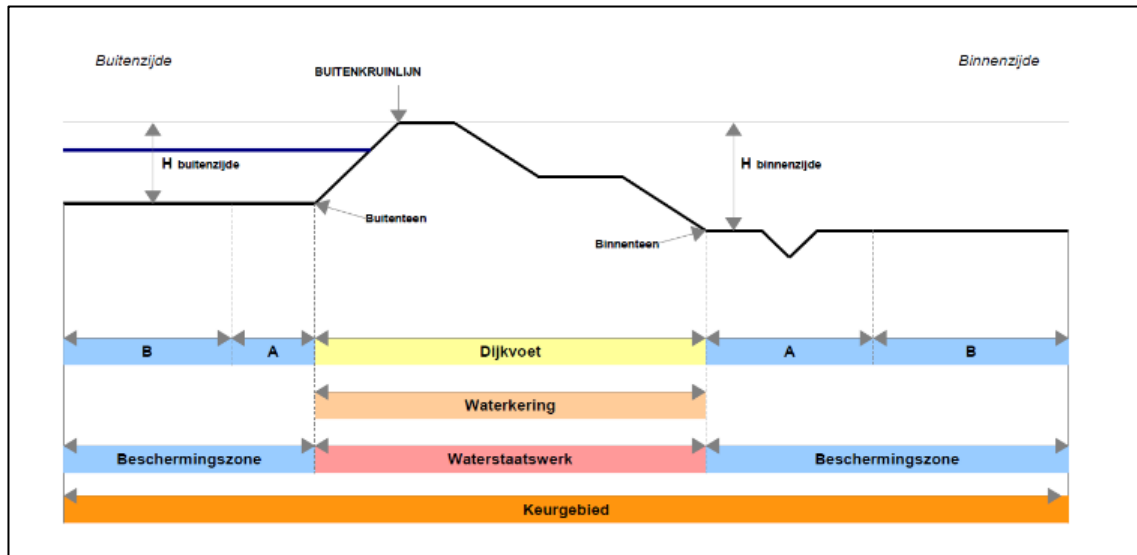 Buitenzijde Binnenzijde
BUITENKRUINLIJN
H buitenzijde H binnenzijde
Buitenteen
Binnenteen
B A Dijkvoet A B
Waterkering
Beschermingszone Waterstaatswerk Beschermingszone
Keurgebied